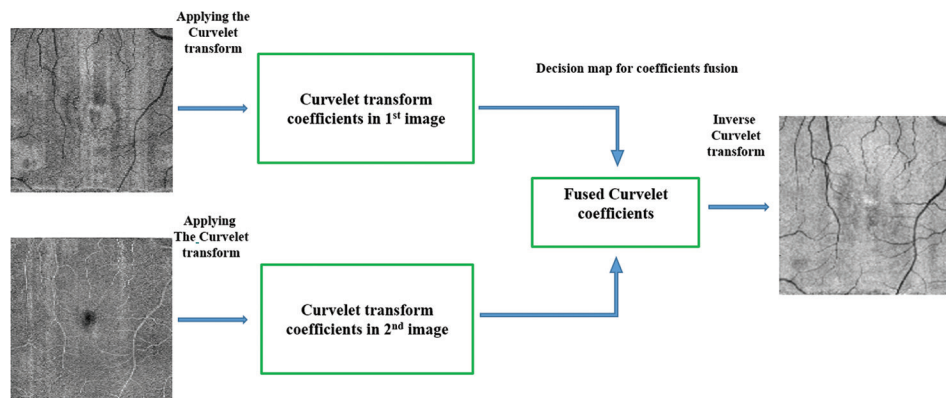 Applying the
Curvelet
transform
Curvelet transform
coefficients in 1st image
Decision map for coefficients fusion
Inverse
Curvelet
transform
Fused Curvelet
coefficients
Applying
The Curvelet
transform
Curvelet transform
coefficients in 2nd image